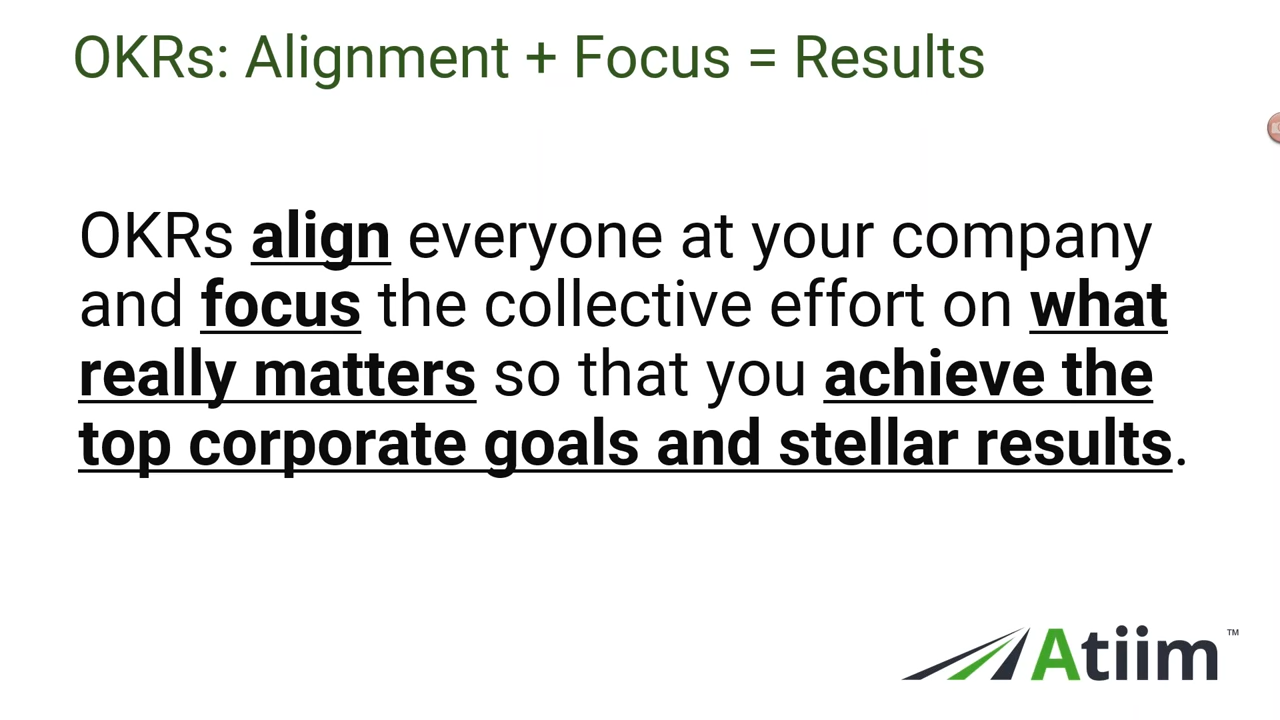 OKRs: Alignment + Focus = Results
OKRs align everyone at your company
and focus the collective effort on what
really matters so that you achieve the
top corporate goals and stellar results.
Atiim™